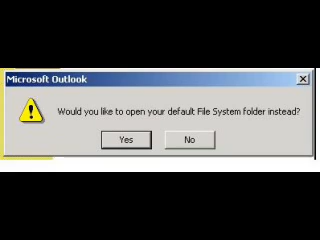 Microsoft Outlook
Would you like to open your default File System folder instead?
Yes
No